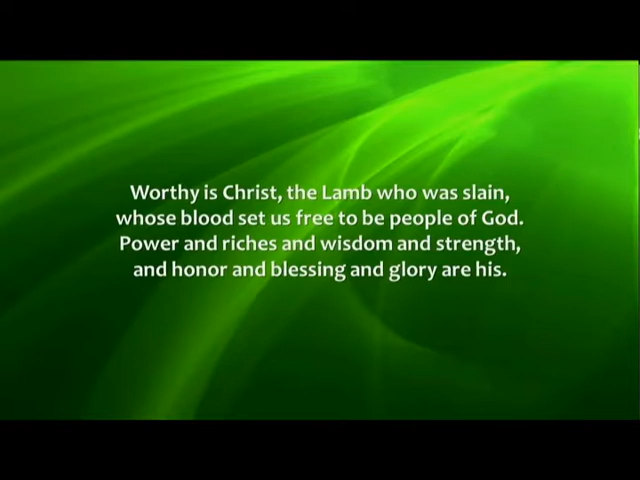 Worthy is Christ, the Lamb who was slain,
whose blood set us free to be people of God.
Power and riches and wisdom and strength,
and honor and blessing and glory are his.